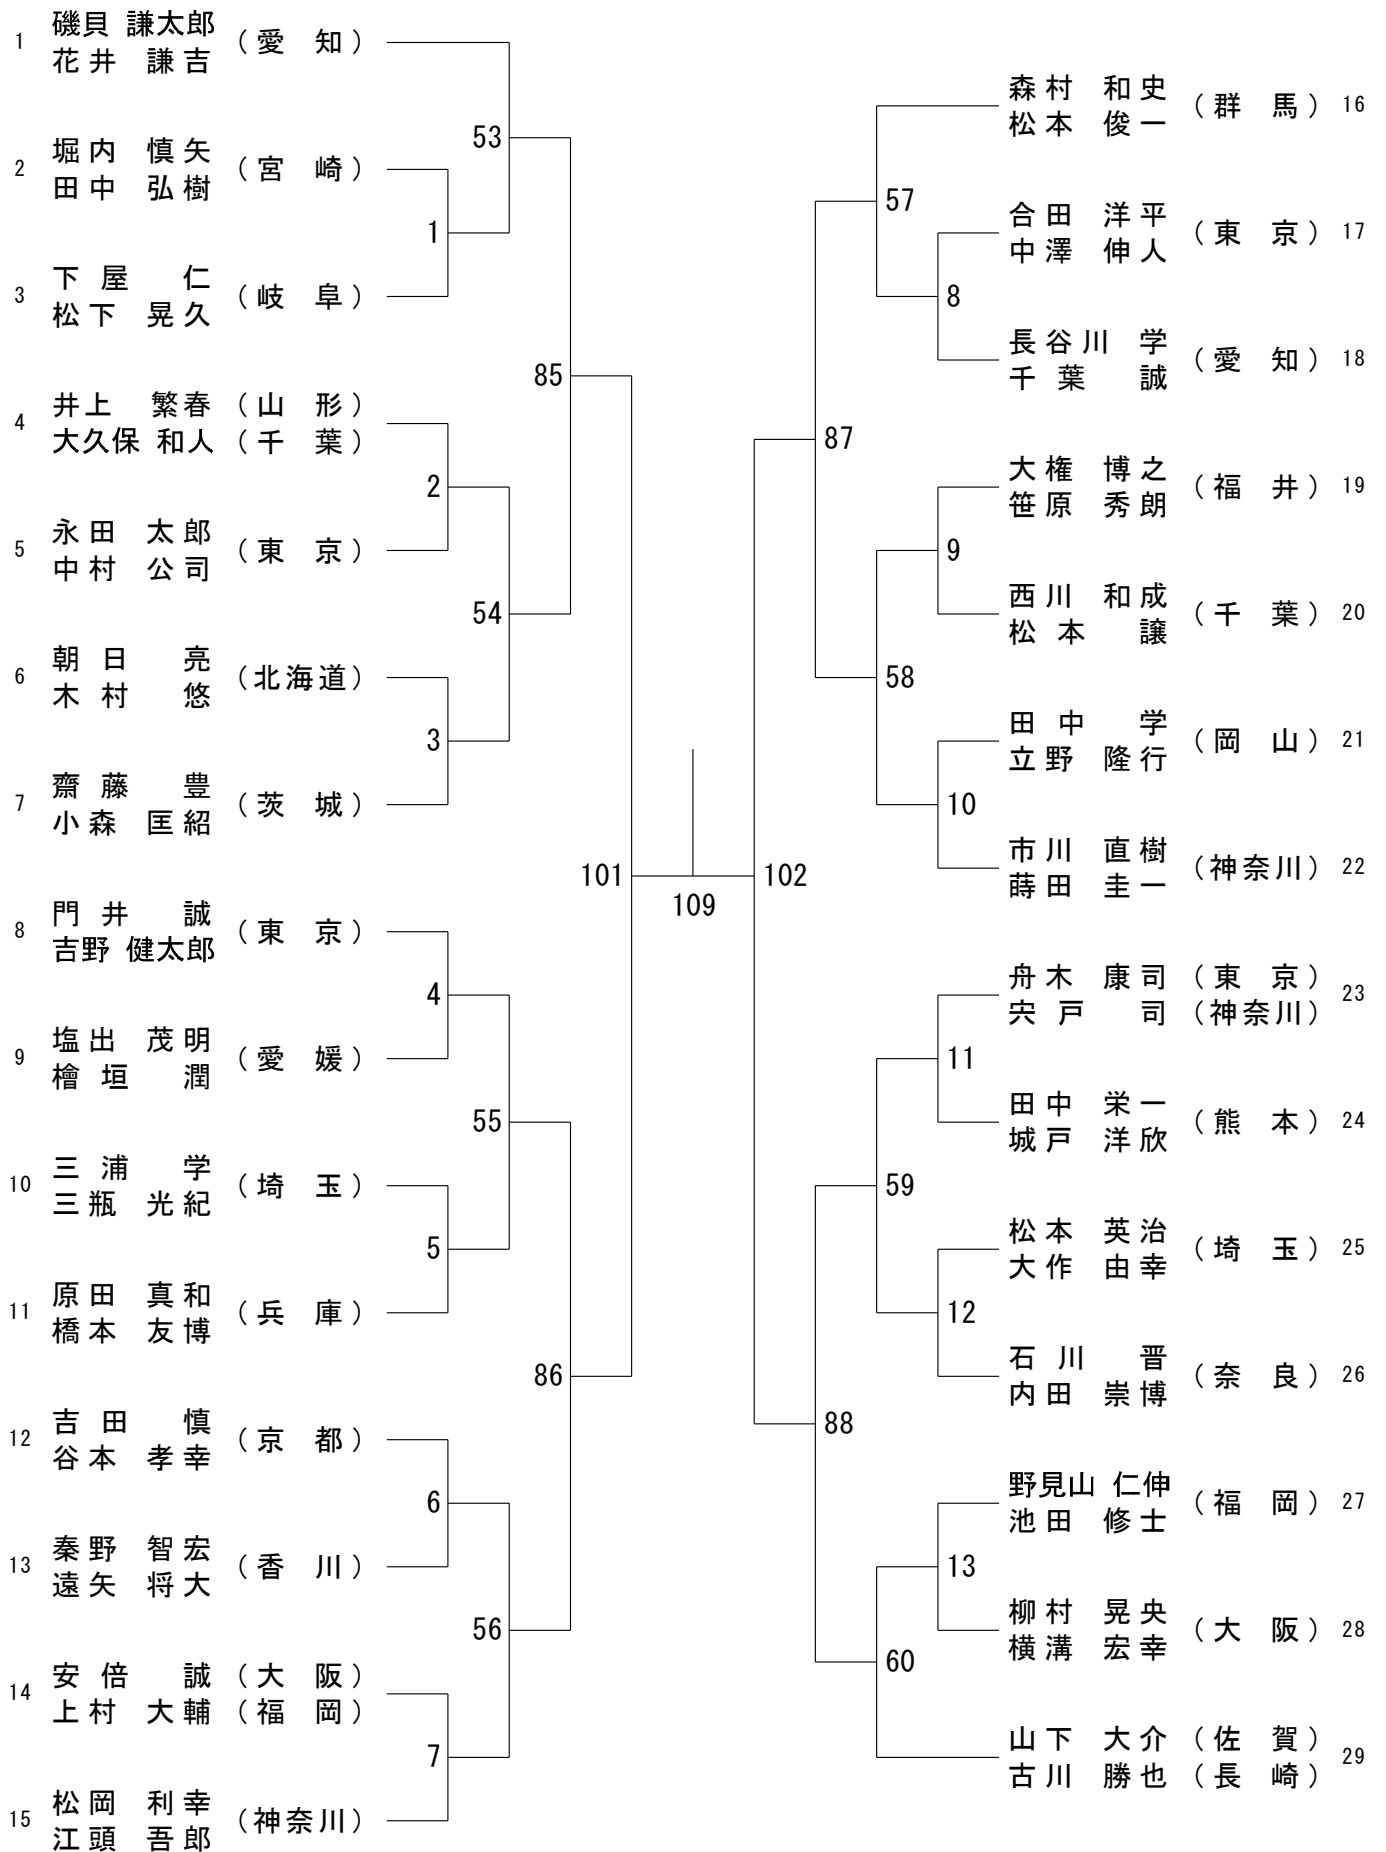 1 磯貝 謙太郎 (愛 知)
花井 謙吉
53
2 堀内 慎矢 (宮 崎)
田中 弘樹
1
3 下屋 仁 (岐 阜)
松下 晃久
85
4 井上 繁春 (山 形)
大久保 和人 (千 葉)
2
5 永田 太郎 (東 京)
中村 公司
54
6 朝日 亮 (北海道)
木村 悠
3
7 齋藤 豊 (茨 城)
小森 匡紹
101
8 門井 誠 (東 京)
吉野 健太郎
4
9 塩出 茂明 (愛 媛)
檜垣 潤
55
10 三浦 学 (埼 玉)
三瓶 光紀
5
11 原田 真和 (兵 庫)
橋本 友博
86
12 吉田 慎 (京 都)
谷本 孝幸
6
13 秦野 智宏 (香 川)
遠矢 将大
56
14 安倍 誠 (大 阪)
上村 大輔 (福 岡)
7
15 松岡 利幸 (神奈川)
江頭 吾郎
109
森村 和史 (群 馬) 16
松本 俊一
57
合田 洋平 (東 京) 17
中澤 伸人
8
長谷川 学 (愛 知) 18
千葉 誠
87
大権 博之 (福 井) 19
笹原 秀朗
9
西川 和成 (千 葉) 20
松本 譲
58
田中 学 (岡 山) 21
立野 隆行
10
市川 直樹 (神奈川) 22
蒔田 圭一
102
舟木 康司 (東 京) 23
宍戸 司 (神奈川)
11
田中 栄一 (熊 本) 24
城戸 洋欣
59
松本 英治 (埼 玉) 25
大作 由幸
12
石川 晋 (奈 良) 26
内田 崇博
88
野見山 仁伸 (福 岡) 27
池田 修士
13
柳村 晃央 (大 阪) 28
横溝 宏幸
60
山下 大介 (佐 賀) 29
古川 勝也 (長 崎)